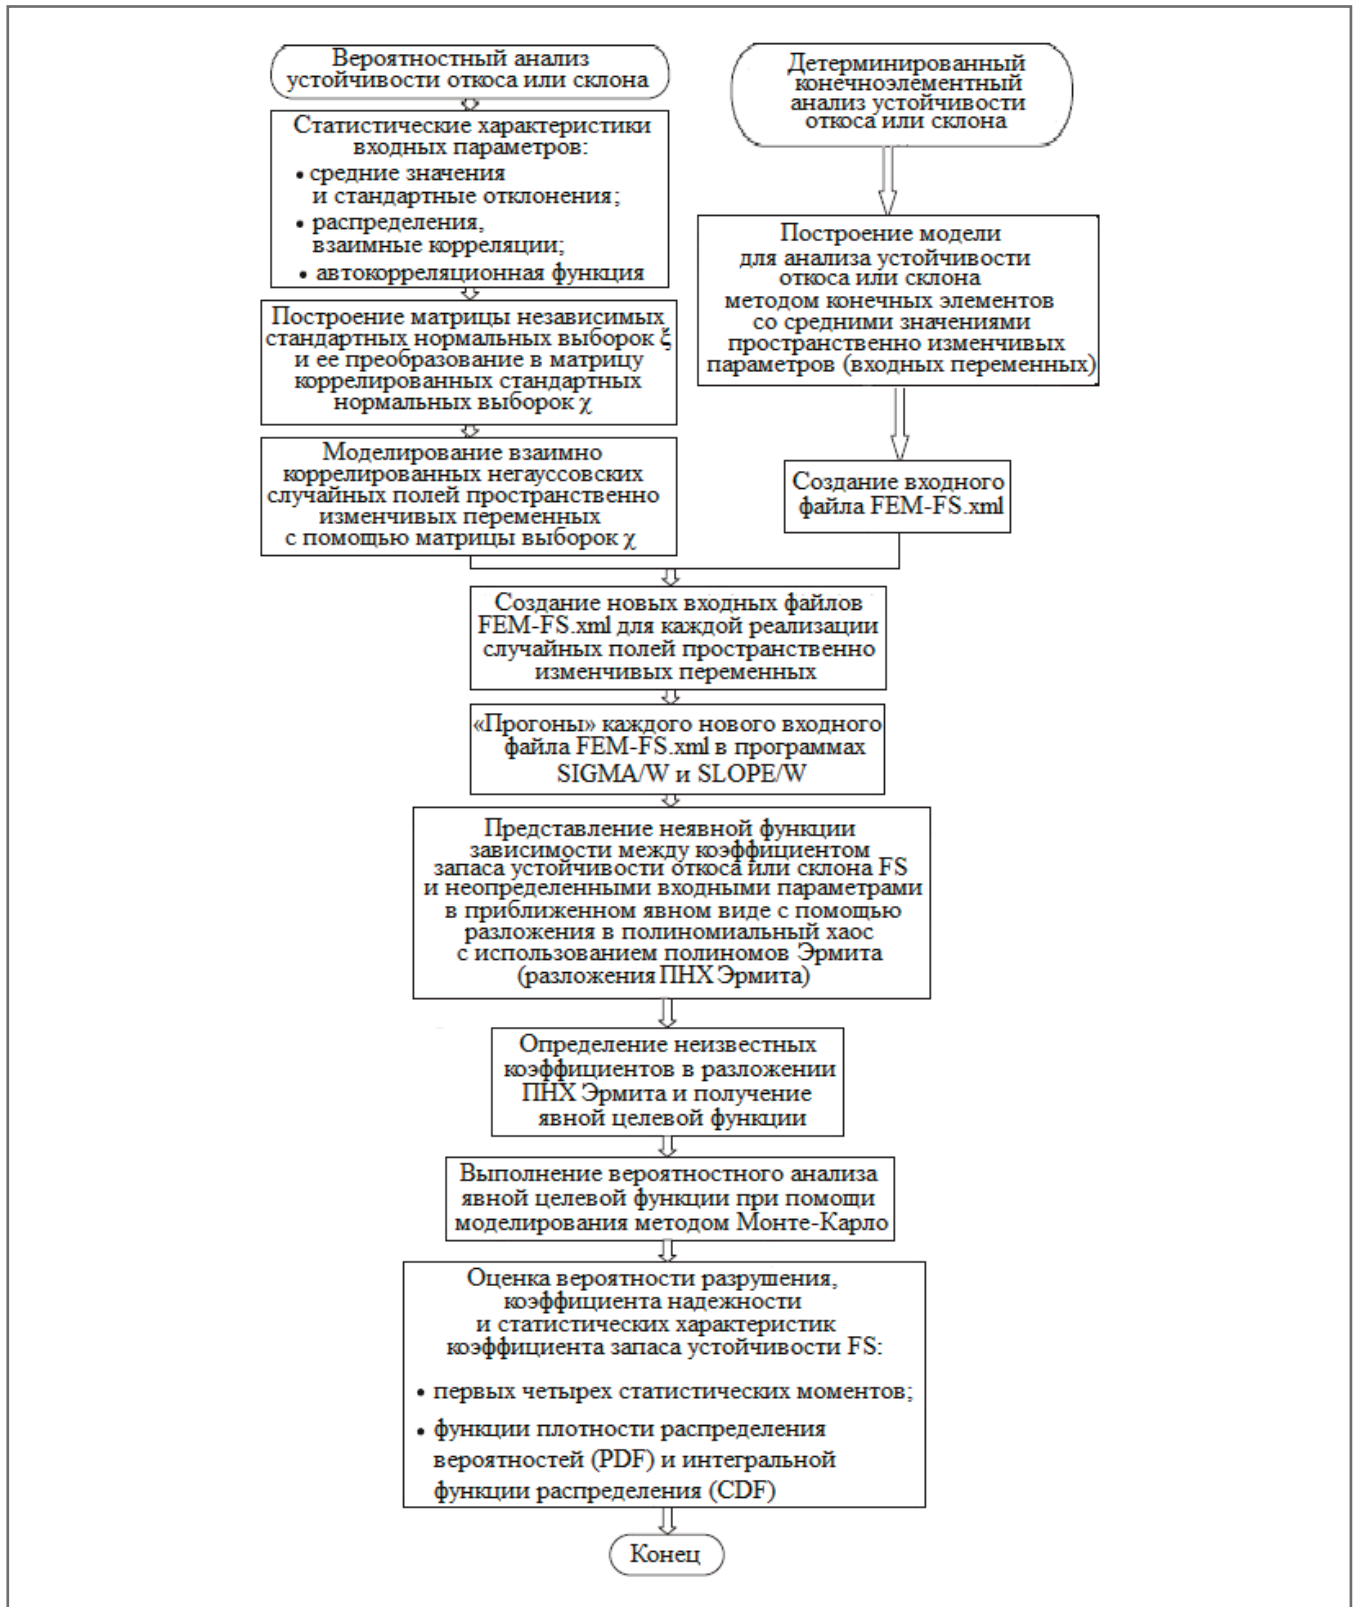 Вероятностный анализ
устойчивости откоса или склона
Статистические характеристики
входных параметров:
• средние значения
и стандартные отклонения;
• распределения,
взаимные корреляции;
• автокорреляционная функция
Построение матрицы независимых
стандартных нормальных выборок ξ
и ее преобразование в матрицу
коррелированных стандартных
нормальных выборок χ
Моделирование взаимно
коррелированных негауссовских
случайных полей пространственно
изменчивых переменных
с помощью матрицы выборок χ
Детерминированный
конечноэлементный
анализ устойчивости
откоса или склона
Построение модели
для анализа устойчивости
откоса или склона
методом конечных элементов
со средними значениями
пространственно изменчивых
параметров (входных переменных)
Создание входного
файла FEM-FS.xml
Создание новых входных файлов
FEM-FS.xml для каждой реализации
случайных полей пространственно
изменчивых переменных
«Прогоны» каждого нового входного
файла FEM-FS.xml в программах
SIGMA/W и SLOPE/W
Представление неявной функции
зависимости между коэффициентом
запаса устойчивости откоса или склона FS
и неопределенными входными параметрами
в приближенном явном виде с помощью
разложения в полиномиальный хаос
с использованием полиномов Эрмита
(разложения ПНХ Эрмита)
Определение неизвестных
коэффициентов в разложении
ПНХ Эрмита и получение
явной целевой функции
Выполнение вероятностного анализа
явной целевой функции при помощи
моделирования методом Монте-Карло
Оценка вероятности разрушения,
коэффициента надежности
и статистических характеристик
коэффициента запаса устойчивости FS:
• первых четырех статистических моментов;
• функции плотности распределения
вероятностей (PDF) и интегральной
функции распределения (CDF)
Конец